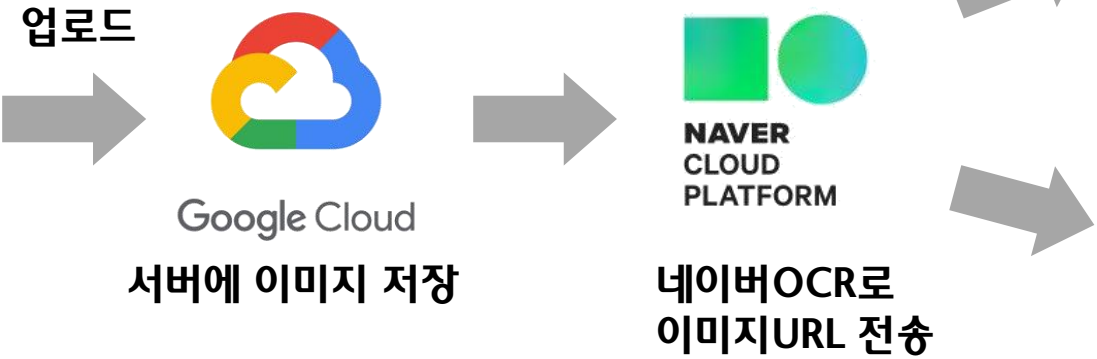 업로드
Google Cloud
서버에 이미지 저장
NAVER
CLOUD
PLATFORM
네이버OCR로
이미지URL 전송